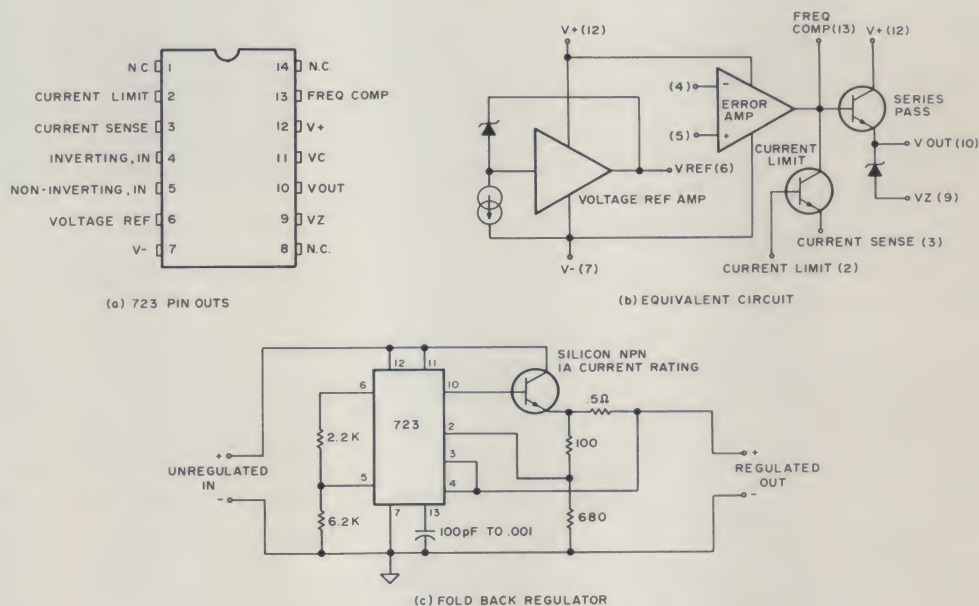 N.C. 1
CURRENT LIMIT 2
CURRENT SENSE 3
INVERTING, IN 4
NON-INVERTING, IN 5
VOLTAGE REF 6
V- 7
14 N.C.
13 FREQ COMP
12 V+
11 VC
10 VOUT
9 VZ
8 N.C.
(a) 723 PIN OUTS
V+(12)
FREQ
COMP(13)
V+(12)
(4)
-
ERROR
AMP
(5)
+
SERIES
PASS
V OUT(10)
CURRENT
LIMIT
VREF(6)
VOLTAGE REF AMP
VZ (9)
CURRENT SENSE (3)
V-(7)
CURRENT LIMIT(2)
(b) EQUIVALENT CIRCUIT
SILICON NPN
1A CURRENT RATING
12 11
6
10
.5Ω
723
2.2K
2
100
+
UNREGULATED
IN
-
3
+
REGULATED
OUT
-
5
4
6.2K
7
13
680
100pF TO .001
(c) FOLD BACK REGULATOR